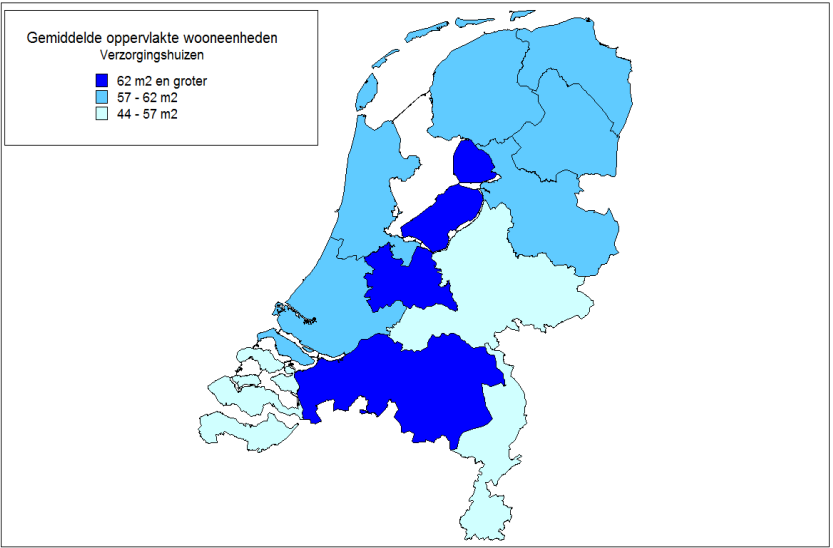 Gemiddelde oppervlakte wooneenheden
Verzorgingshuizen
62 m2 en groter
57 - 62 m2
44 - 57 m2